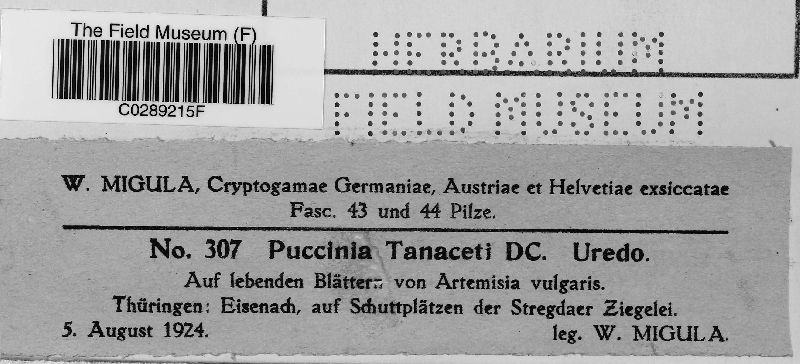 The Field Museum (F)
C0289215F
HERBARIUM
FIELD MUSEUM
W. MIGULA, Cryptogamae Germaniae, Austriae et Helvetiae exsiccatae
Fasc. 43 und 44 Pilze.
No. 307 Puccinia Tanaceti DC. Uredo.
Auf lebenden Blättern von Artemisia vulgaris.
Thüringen: Eisenach, auf Schuttplätzen der Stregdaer Ziegelei.
5. August 1924. leg. W. MIGULA.